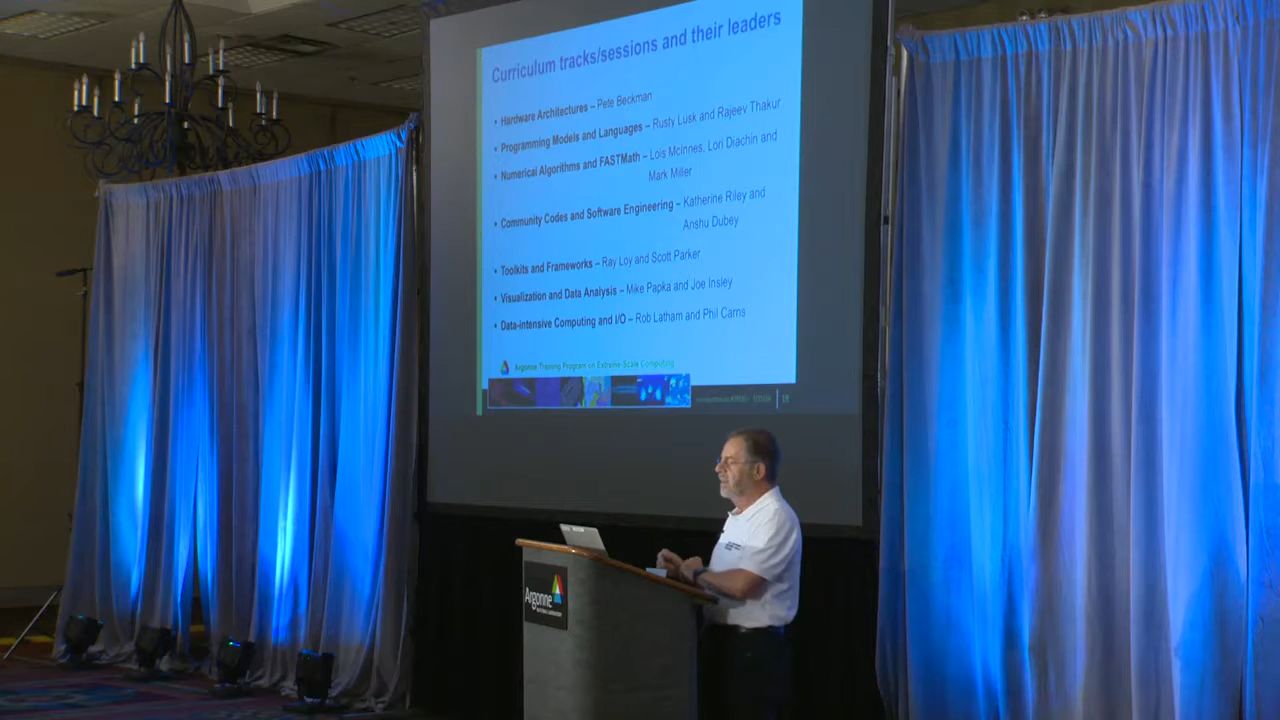 Curriculum tracks/sessions and their leaders
• Hardware Architectures – Pete Beckman
• Programming Models and Languages – Rusty Lusk and Rajeev Thakur
• Numerical Algorithms and FASTMath – Lois McInnes, Lori Diachin and
Mark Miller
• Community Codes and Software Engineering – Katherine Riley and
Anshu Dubey
• Toolkits and Frameworks – Ray Loy and Scott Parker
• Visualization and Data Analysis – Mike Papka and Joe Insley
• Data-intensive Computing and I/O – Rob Latham and Phil Carns
Argonne Training Program on Extreme-Scale Computing
Argonne
NATIONAL LABORATORY